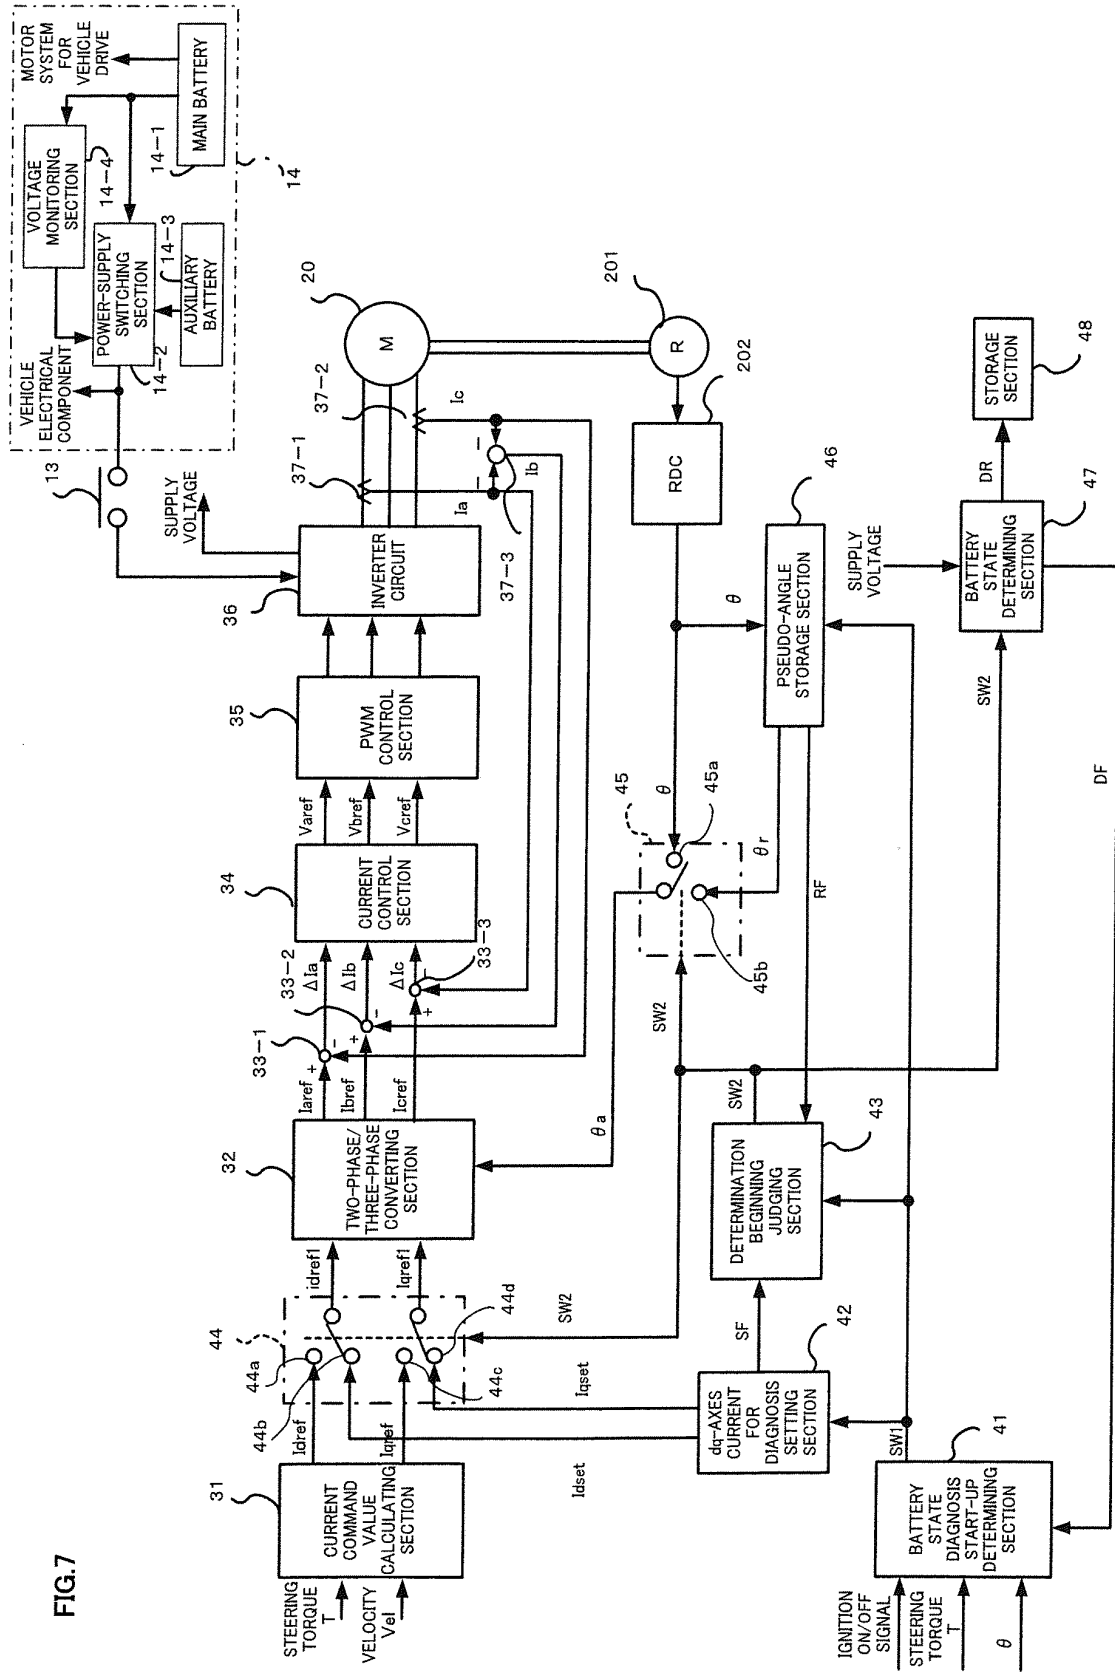 FIG.7
STEERING
TORQUE
T
VELOCITY
Vel
31
CURRENT
COMMAND
VALUE
CALCULATING
SECTION
Idref
Iqref
44
44a
44b
44c
44d
SW2
Idset
Iqset
idref1
Iqref1
32
TWO-PHASE/
THREE-PHASE
CONVERTING
SECTION
θa
Iaref
Ibref
Icref
33-1
33-2
33-3
+
-
+
-
+
-
ΔIa
ΔIb
ΔIc
34
CURRENT
CONTROL
SECTION
Varef
Vbref
Vcref
35
PWM
CONTROL
SECTION
36
INVERTER
CIRCUIT
SUPPLY
VOLTAGE
13
37-1
37-2
37-3
Ia
Ib
Ic
-
-
20
M
201
R
202
RDC
14
MOTOR
SYSTEM
FOR
VEHICLE
DRIVE
VOLTAGE
MONITORING
SECTION
14-4
14-1
MAIN BATTERY
POWER-SUPPLY
SWITCHING
SECTION
14-2
14-3
AUXILIARY
BATTERY
VEHICLE
ELECTRICAL
COMPONENT
θ
θ
45
45a
45b
SW2
θr
RF
46
PSEUDO-ANGLE
STORAGE SECTION
IGNITION
ON/OFF
SIGNAL
STEERING
TORQUE
T
θ
41
BATTERY
STATE
DIAGNOSIS
START-UP
DETERMINING
SECTION
SW1
42
dq-AXES
CURRENT
FOR
DIAGNOSIS
SETTING
SECTION
SF
43
DETERMINATION
BEGINNING
JUDGING
SECTION
SW2
SW2
SUPPLY
VOLTAGE
47
BATTERY
STATE
DETERMINING
SECTION
DR
DF
48
STORAGE
SECTION